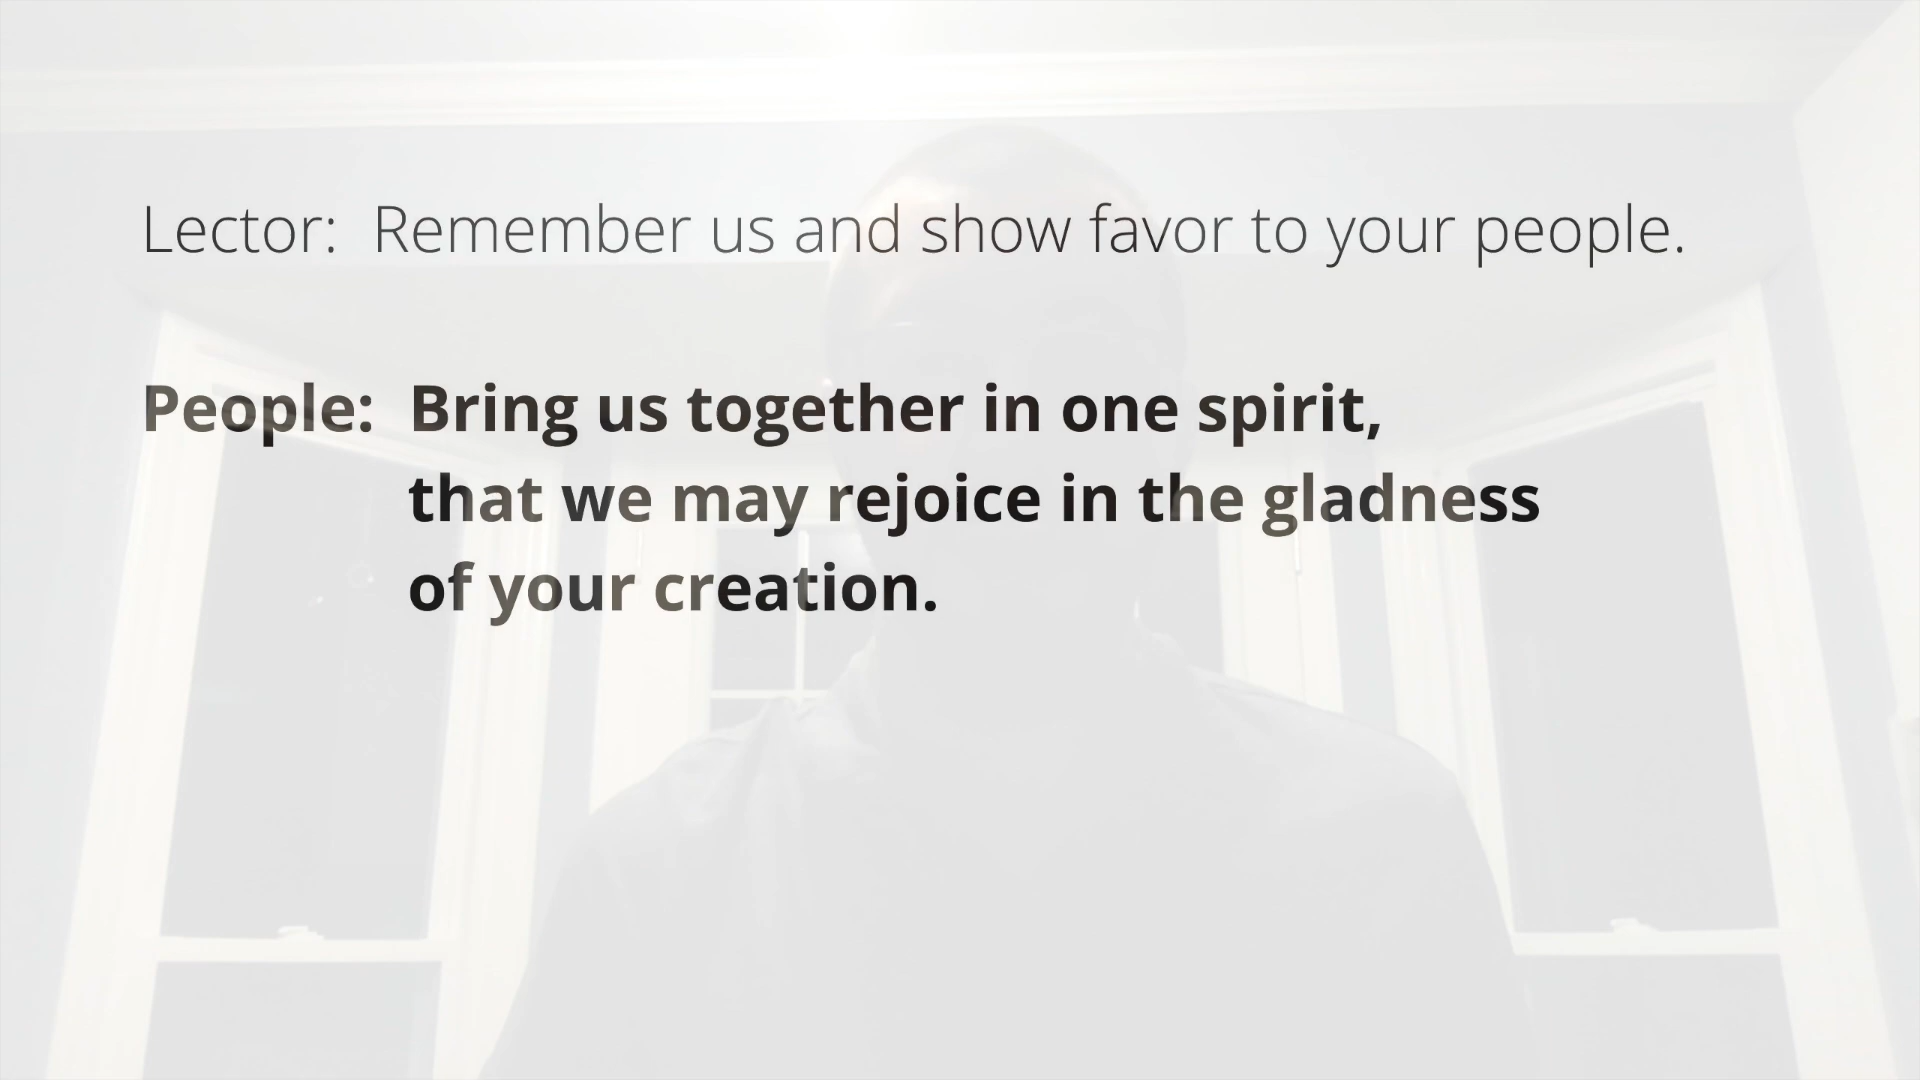 Lector: Remember us and show favor to your people.
People: Bring us together in one spirit,
that we may rejoice in the gladness
of your creation.